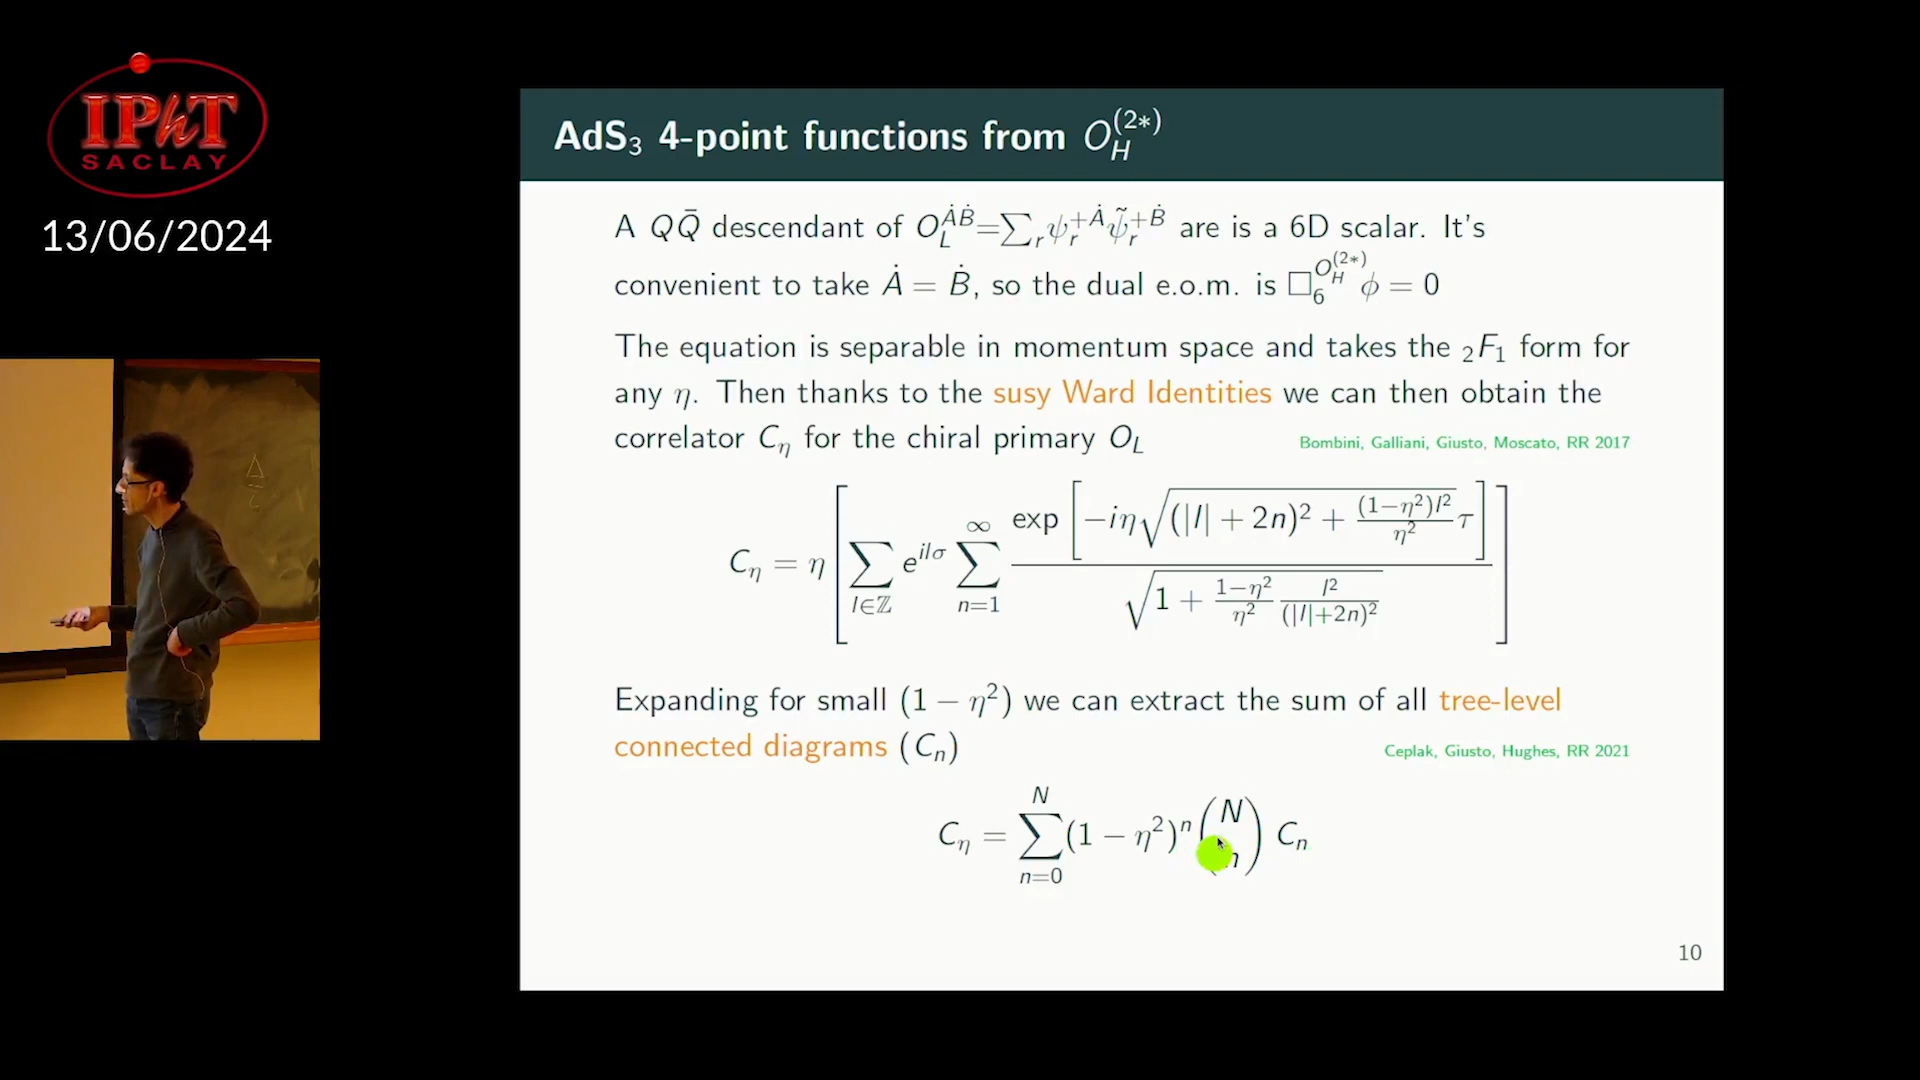 IPhT
SACLAY
13/06/2024
AdS₃ 4-point functions from O_H^{(2*)}
A QQ̄ descendant of O_L^{ȦḂ}=∑_r ψ_r^{+Ȧ} ψ̃_r^{+Ḃ} are is a 6D scalar. It's
convenient to take Ȧ = Ḃ, so the dual e.o.m. is □_6^{O_H^{(2*)}} ϕ = 0
The equation is separable in momentum space and takes the ₂F₁ form for
any η. Then thanks to the susy Ward Identities we can then obtain the
correlator C_η for the chiral primary O_L
Bombini, Galliani, Giusto, Moscato, RR 2017
C_η = η [ ∑_{l∈ℤ} e^{ilσ} ∑_{n=1}^{∞} exp[ −iη √( (|l| + 2n)² + (1−η²)l² / η² ) τ ] / √( 1 + (1−η²)/η² · l²/(|l|+2n)² ) ]
Expanding for small (1 − η²) we can extract the sum of all tree-level
connected diagrams (C_n)
Ceplak, Giusto, Hughes, RR 2021
C_η = ∑_{n=0}^{N} (1 − η²)^n (N n) C_n
10